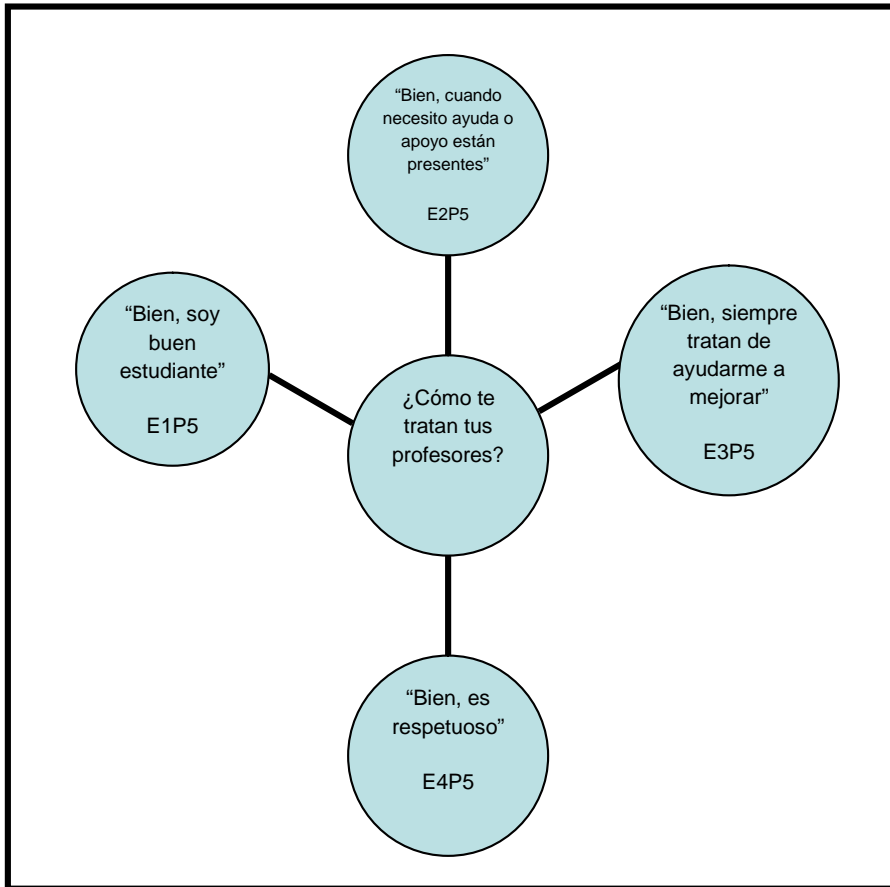 “Bien, cuando
necesito ayuda o
apoyo están
presentes”
E2P5
“Bien, soy
buen
estudiante”
E1P5
“Bien, siempre
tratan de
ayudarme a
mejorar”
E3P5
¿Cómo te
tratan tus
profesores?
“Bien, es
respetuoso”
E4P5